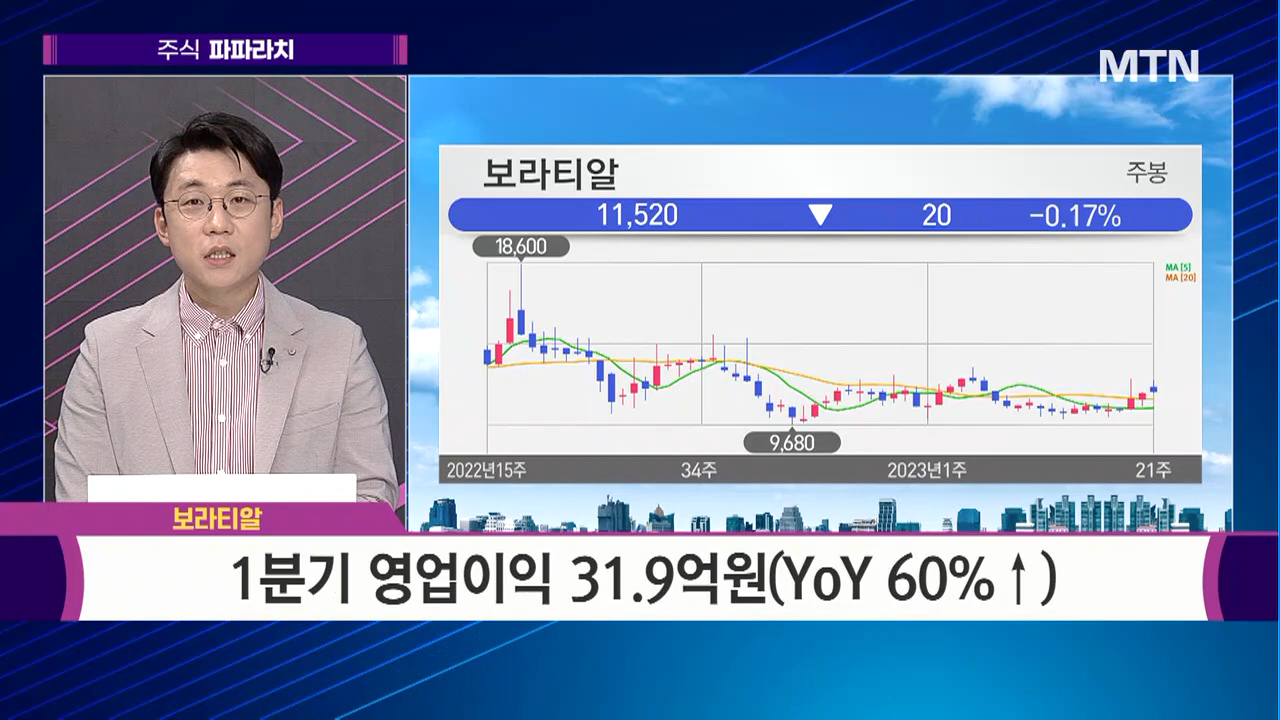 주식 파파라치
MTN
보라티알
주봉
11,520 ▼ 20 -0.17%
18,600
MA [5]
MA [20]
9,680
2022년15주 34주 2023년1주 21주
보라티알
1분기 영업이익 31.9억원(YoY 60%↑)